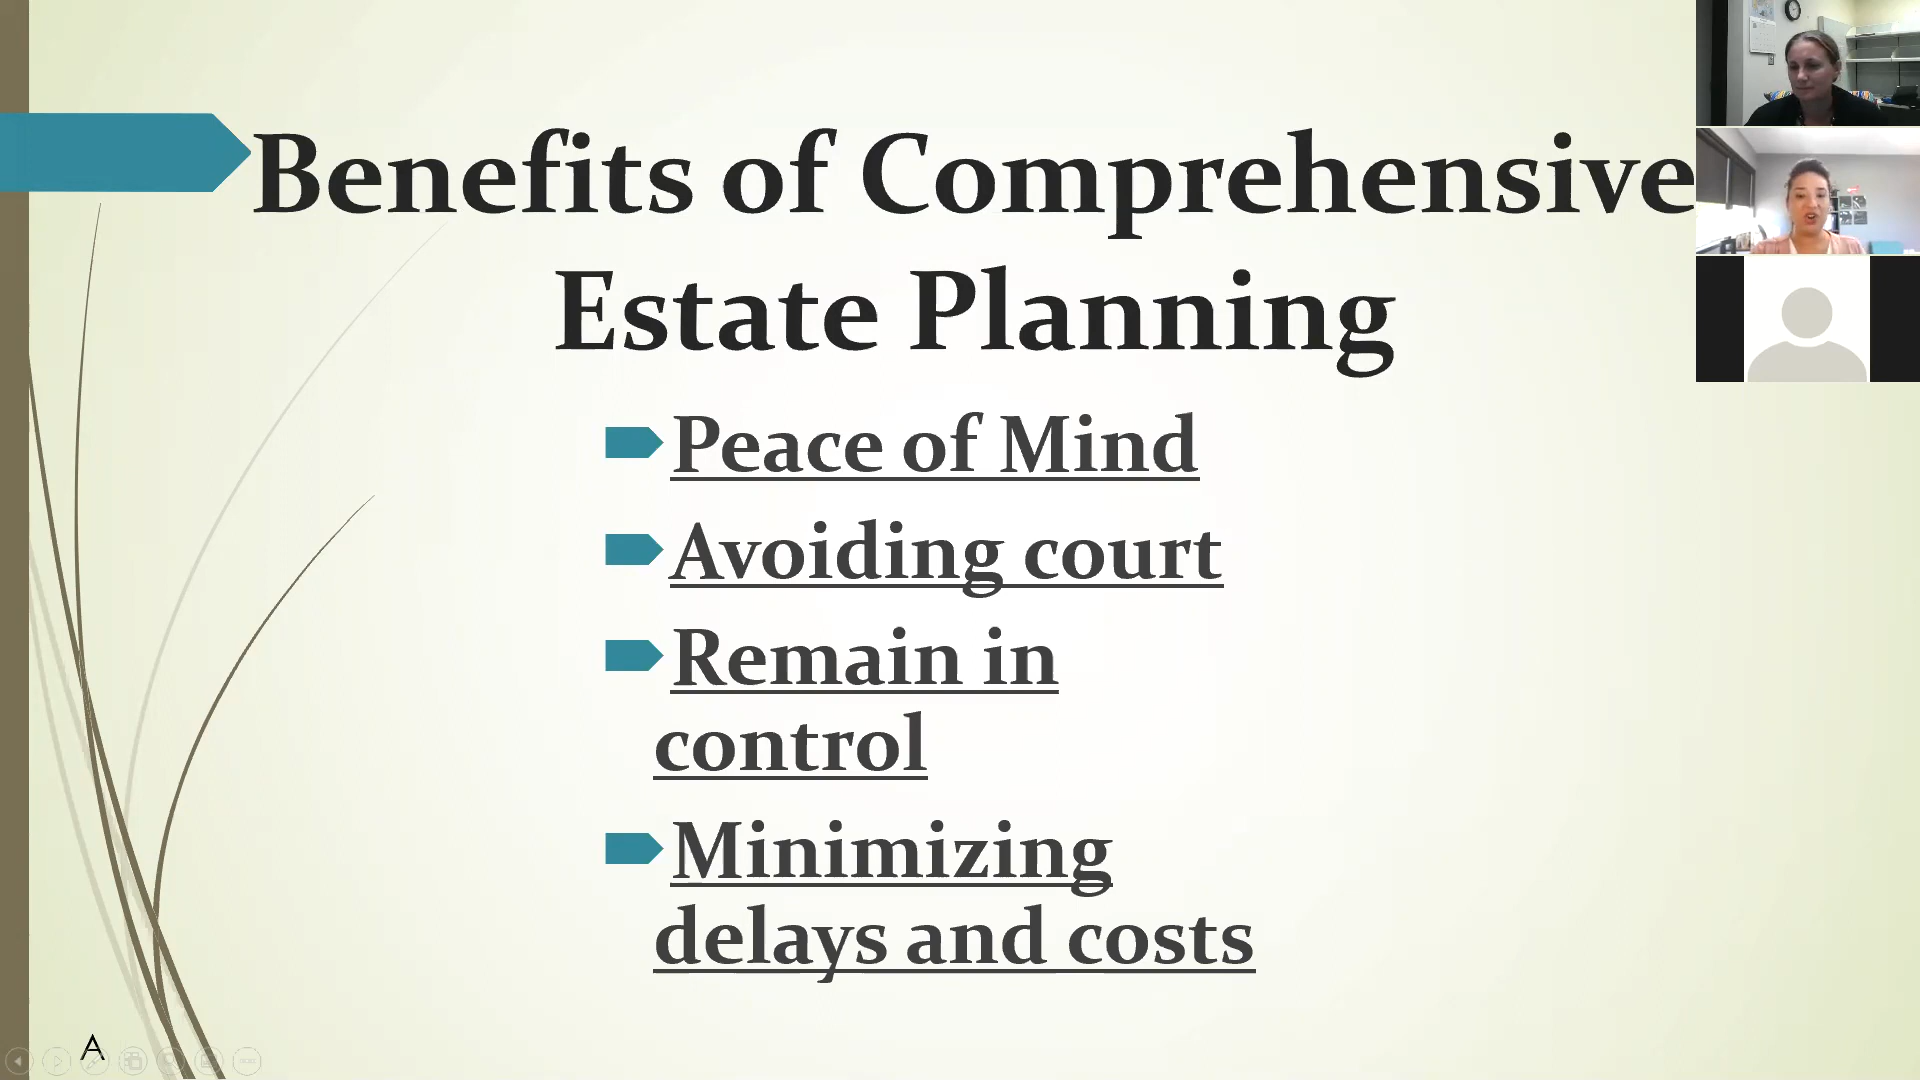 Benefits of Comprehensive
Estate Planning
Peace of Mind
Avoiding court
Remain in
control
Minimizing
delays and costs
A